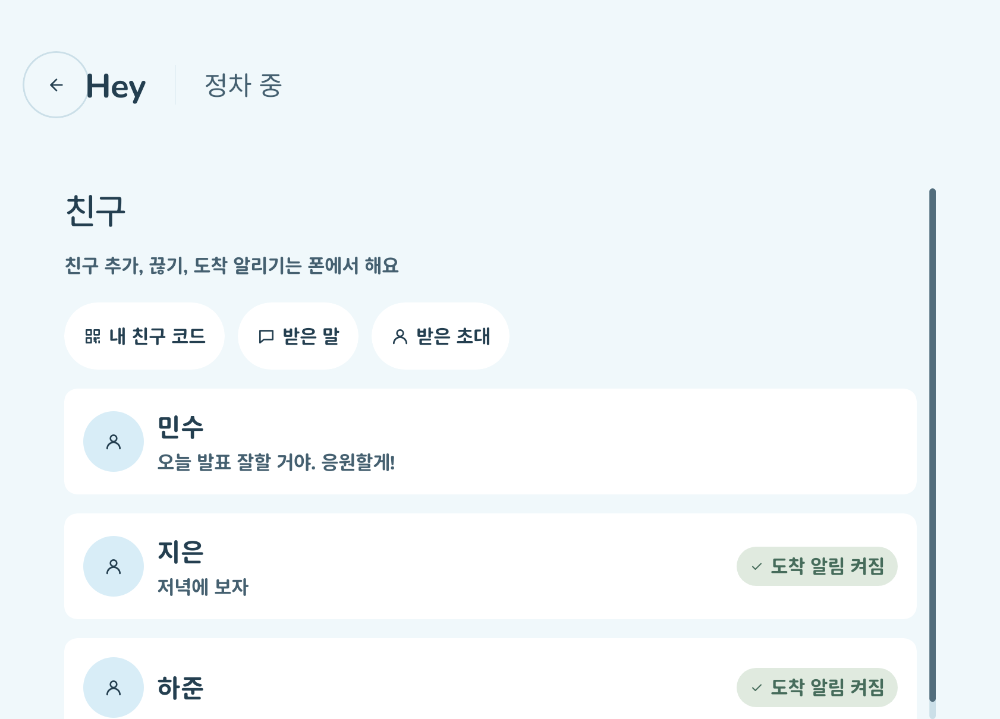 Hey
정차 중
친구
친구 추가, 끊기, 도착 알리기는 폰에서 해요
내 친구 코드
받은 말
받은 초대
민수
오늘 발표 잘할 거야. 응원할게!
지은
저녁에 보자
도착 알림 켜짐
하준
도착 알림 켜짐